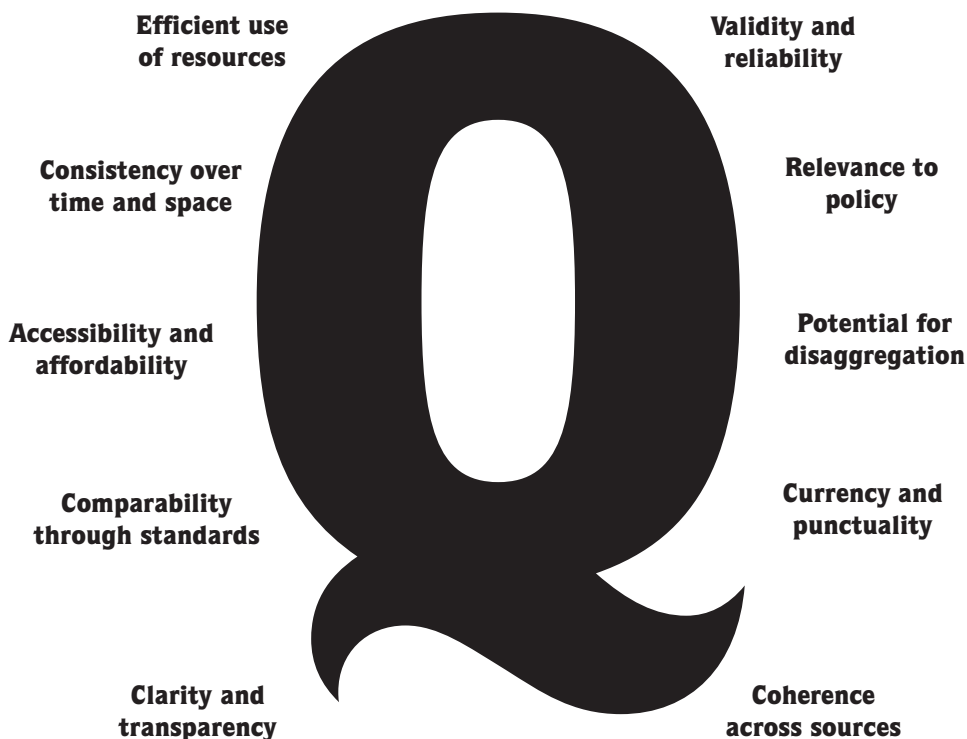 Efficient use
of resources
Validity and
reliability
Consistency over
time and space
Relevance to
policy
Accessibility and
affordability
Potential for
disaggregation
Comparability
through standards
Currency and
punctuality
Q
Clarity and
transparency
Coherence
across sources